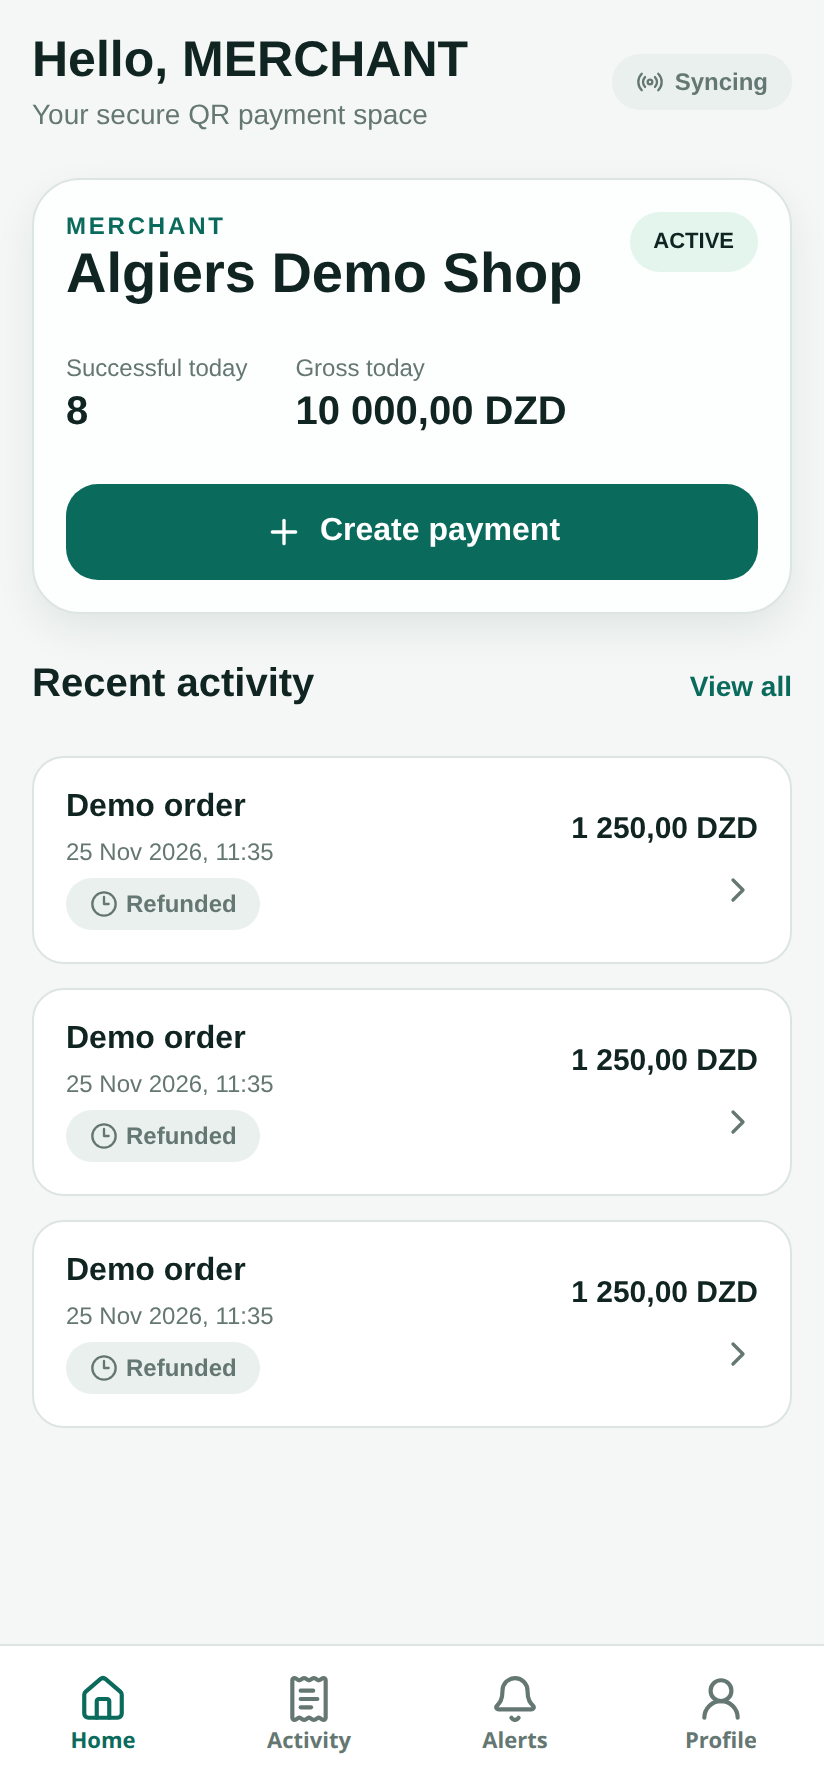 Hello, MERCHANT
Your secure QR payment space
Syncing
MERCHANT
Algiers Demo Shop
ACTIVE
Successful today
8
Gross today
10 000,00 DZD
Create payment
Recent activity
View all
Demo order
25 Nov 2026, 11:35
Refunded
1 250,00 DZD
Demo order
25 Nov 2026, 11:35
Refunded
1 250,00 DZD
Demo order
25 Nov 2026, 11:35
Refunded
1 250,00 DZD
Home
Activity
Alerts
Profile